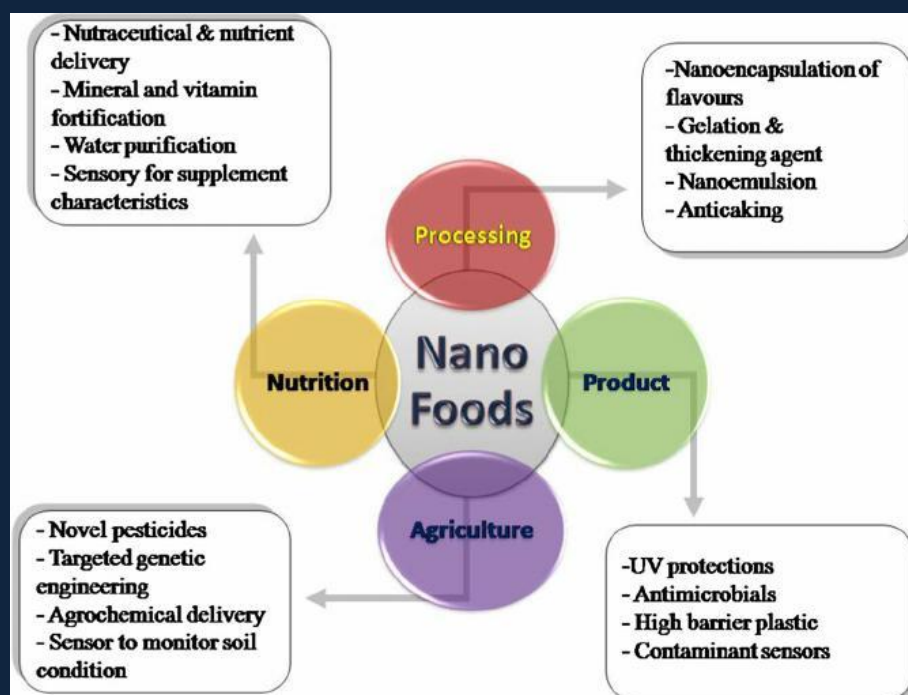 - Nutraceutical & nutrient
delivery
- Mineral and vitamin
fortification
- Water purification
- Sensory for supplement
characteristics
-Nanoencapsulation of
flavours
- Gelation &
thickening agent
- Nanoemulsion
- Anticaking
Processing
Nutrition
Nano
Foods
Product
Agriculture
- Novel pesticides
- Targeted genetic
engineering
- Agrochemical delivery
- Sensor to monitor soil
condition
-UV protections
- Antimicrobials
- High barrier plastic
- Contaminant sensors